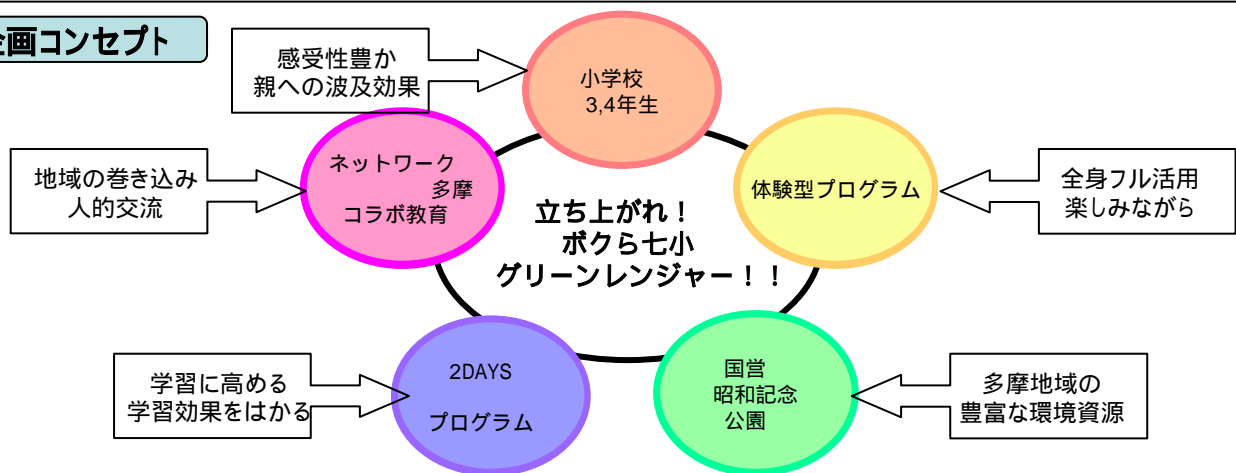 企画コンセプト
感受性豊か
親への波及効果
小学校
3,4年生
ネットワーク
多摩
コラボ教育
地域の巻き込み
人的交流
体験型プログラム
全身フル活用
楽しみながら
立ち上がれ！
ボクら七小
グリーンレンジャー！！
学習に高める
学習効果をはかる
2DAYS
プログラム
国営
昭和記念
公園
多摩地域の
豊富な環境資源